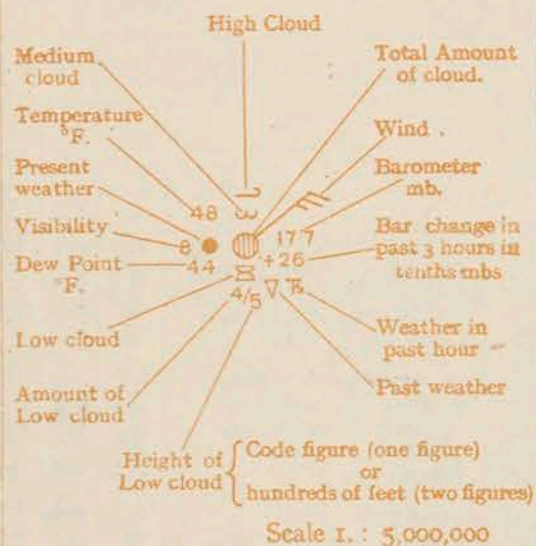 High Cloud
Medium
cloud
Total Amount
of cloud.
Temperature
°F.
Wind .
Present
weather
Barometer
mb.
48
Visibility
8
177
Bar. change in
past 3 hours in
tenths mbs
+26
Dew Point
F.
44
4/5
Low cloud
Weather in
past hour
Past weather
Amount of
Low cloud
Height of
Low cloud
Code figure (one figure)
or
hundreds of feet (two figures)
Scale 1. : 5,000,000